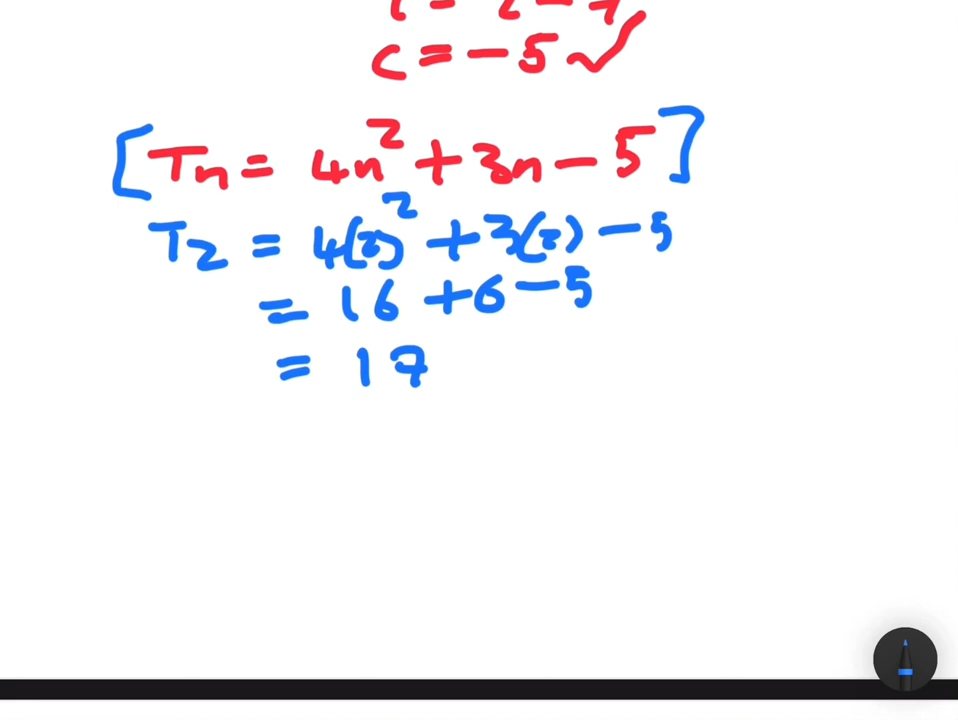 c = -5 ✓
[Tn = 4n² + 3n - 5]
T2 = 4(2)² + 3(2) - 5
= 16 + 6 - 5
= 17